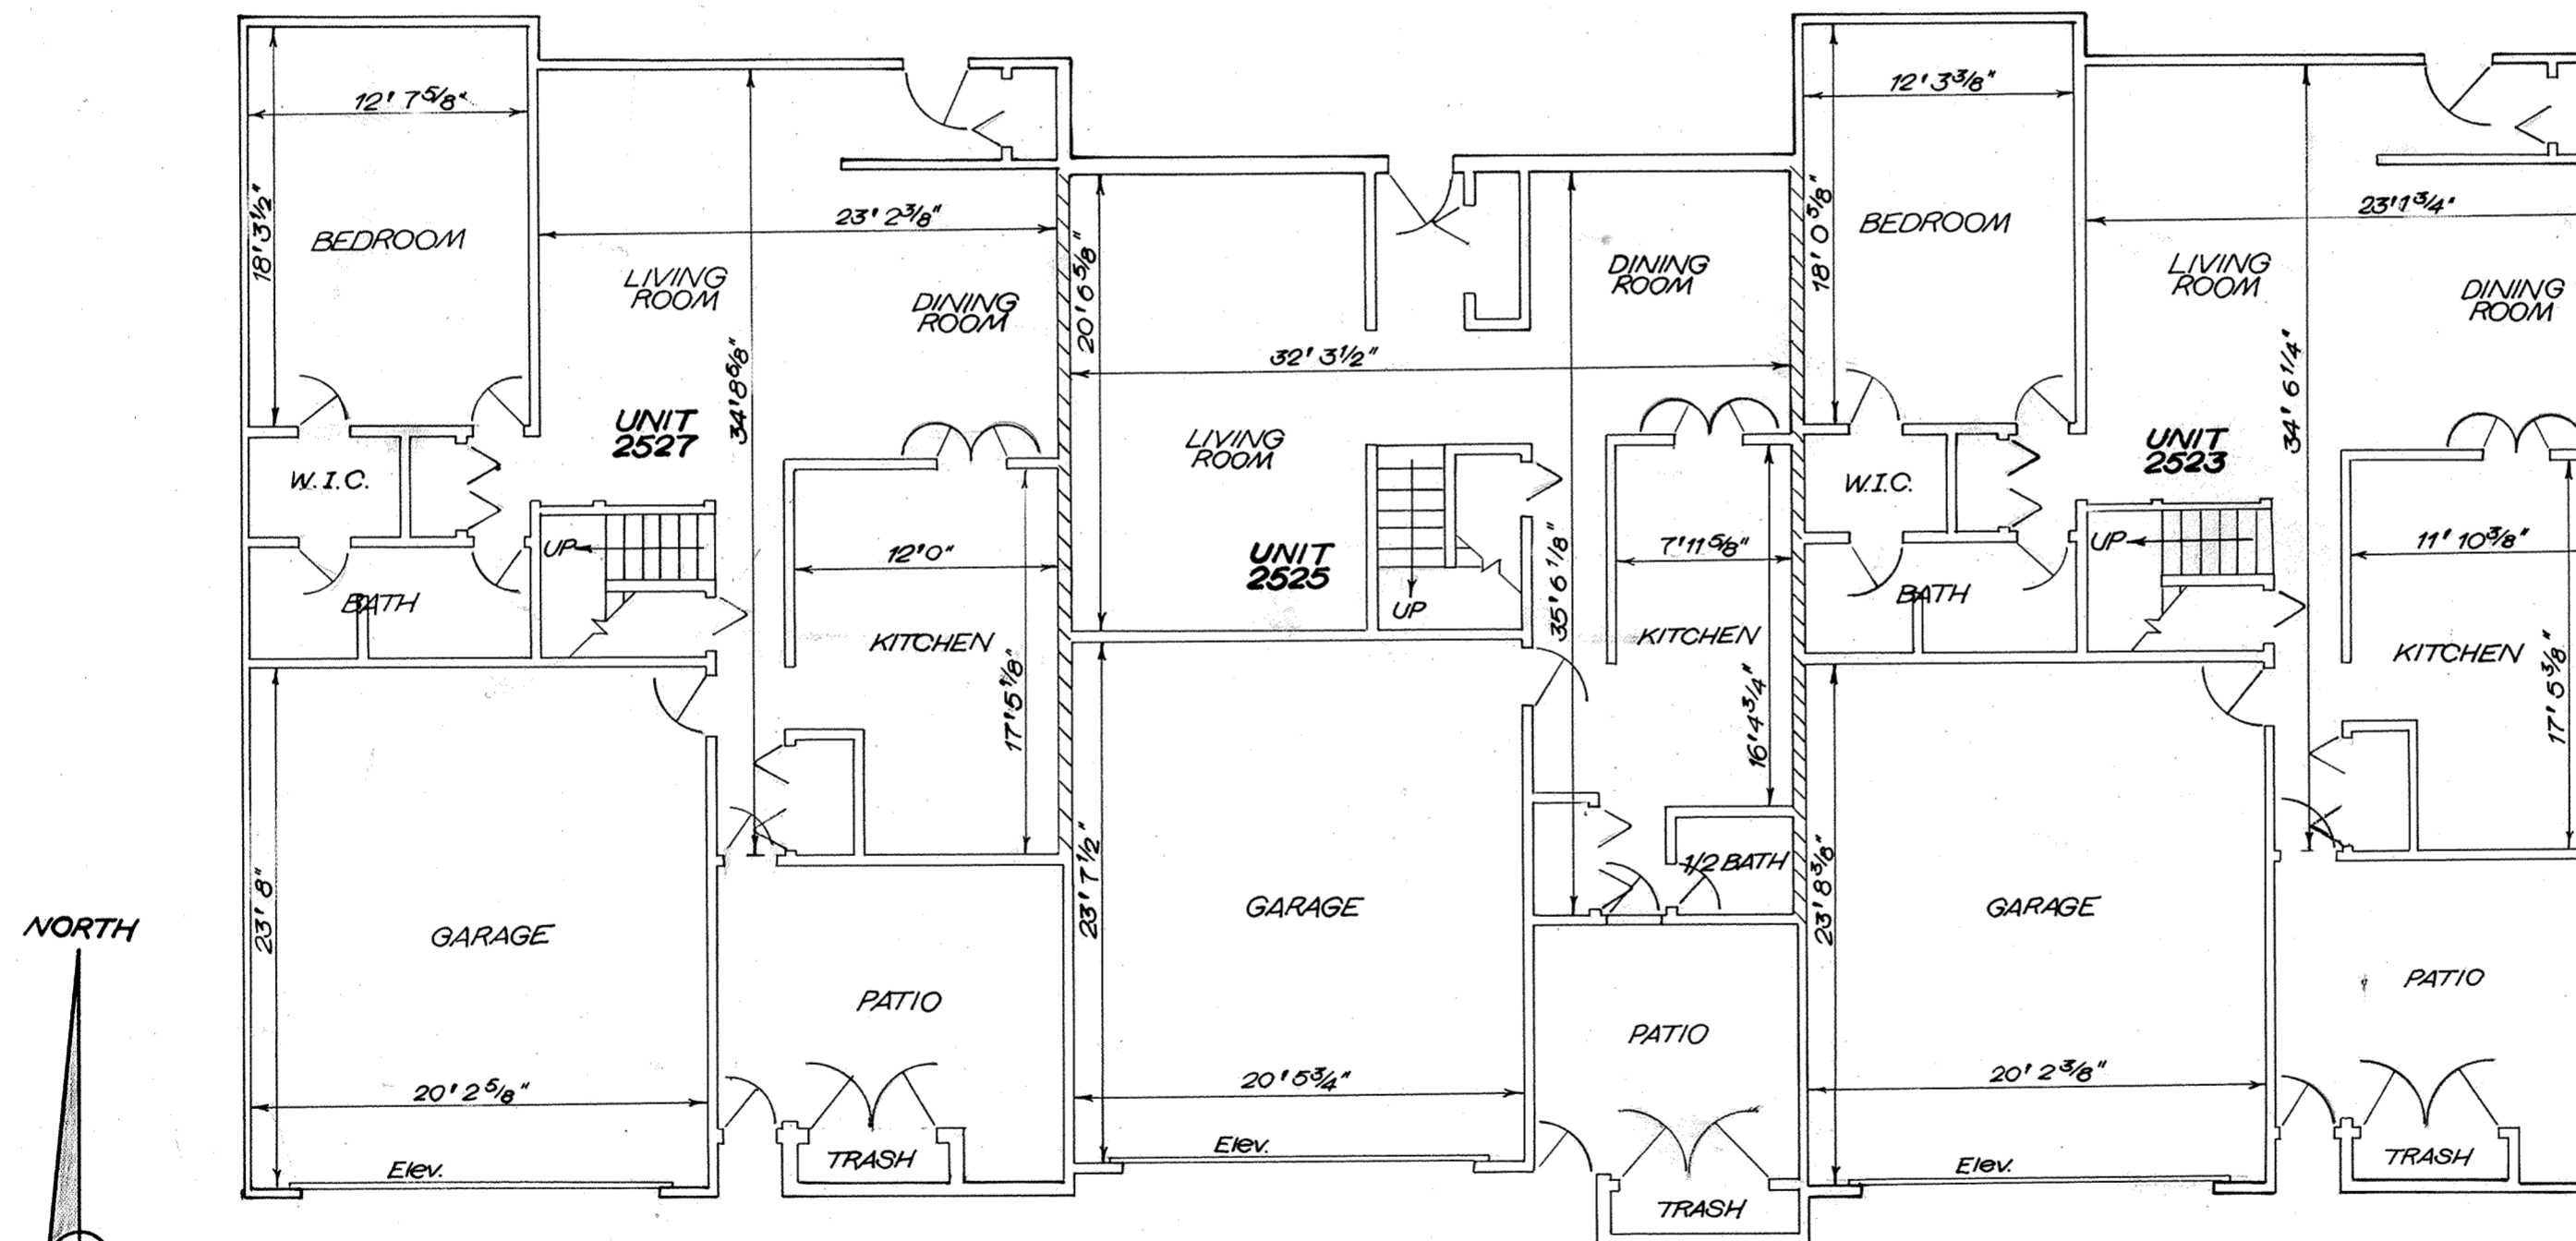 12' 7 5/8"
18' 3 1/2"
BEDROOM
LIVING
ROOM
23' 2 3/8"
DINING
ROOM
34' 8 5/8"
UNIT
2527
W.I.C.
UP
BATH
12' 0"
KITCHEN
17' 5 1/8"
23' 8"
GARAGE
PATIO
20' 2 5/8"
Elev.
TRASH
NORTH
20' 6 5/8"
DINING
ROOM
32' 3 1/2"
LIVING
ROOM
UNIT
2525
UP
35' 6 1/8"
7' 11 5/8"
KITCHEN
16' 4 3/4"
1/2 BATH
23' 7 1/2"
GARAGE
PATIO
20' 5 3/4"
Elev.
TRASH
12' 3 3/8"
18' 0 5/8"
BEDROOM
LIVING
ROOM
23' 1 3/4"
DINING
ROOM
34' 6 1/4"
UNIT
2523
W.I.C.
UP
BATH
11' 10 3/8"
KITCHEN
17' 5 3/8"
23' 8 3/8"
GARAGE
PATIO
20' 2 3/8"
Elev.
TRASH